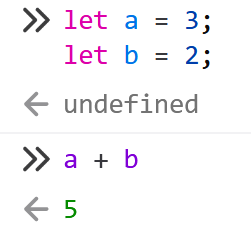 let a = 3;
let b = 2;
undefined
a + b
5